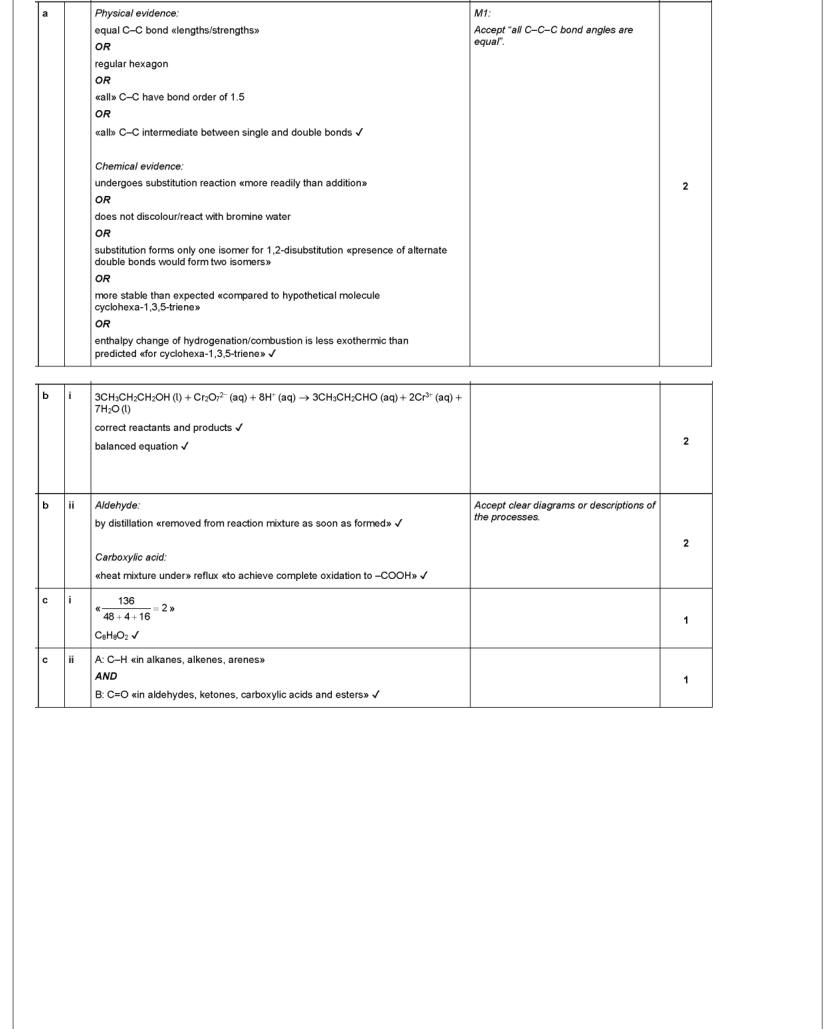 a
Physical evidence:
equal C–C bond «lengths/strengths»
OR
regular hexagon
OR
«all» C–C have bond order of 1.5
OR
«all» C–C intermediate between single and double bonds ✓
Chemical evidence:
undergoes substitution reaction «more readily than addition»
OR
does not discolour/react with bromine water
OR
substitution forms only one isomer for 1,2-disubstitution «presence of alternate
double bonds would form two isomers»
OR
more stable than expected «compared to hypothetical molecule
cyclohexa-1,3,5-triene»
OR
enthalpy change of hydrogenation/combustion is less exothermic than
predicted «for cyclohexa-1,3,5-triene» ✓
M1:
Accept "all C–C–C bond angles are
equal".
2
b i
3CH₃CH₂CH₂OH (l) + Cr₂O₇²⁻ (aq) + 8H⁺ (aq) → 3CH₃CH₂CHO (aq) + 2Cr³⁺ (aq) +
7H₂O (l)
correct reactants and products ✓
balanced equation ✓
2
b ii
Aldehyde:
by distillation «removed from reaction mixture as soon as formed» ✓
Carboxylic acid:
«heat mixture under» reflux «to achieve complete oxidation to –COOH» ✓
Accept clear diagrams or descriptions of
the processes.
2
c i
«136/(48 + 4 + 16) = 2 »
C₈H₈O₂ ✓
1
c ii
A: C–H «in alkanes, alkenes, arenes»
AND
B: C=O «in aldehydes, ketones, carboxylic acids and esters» ✓
1